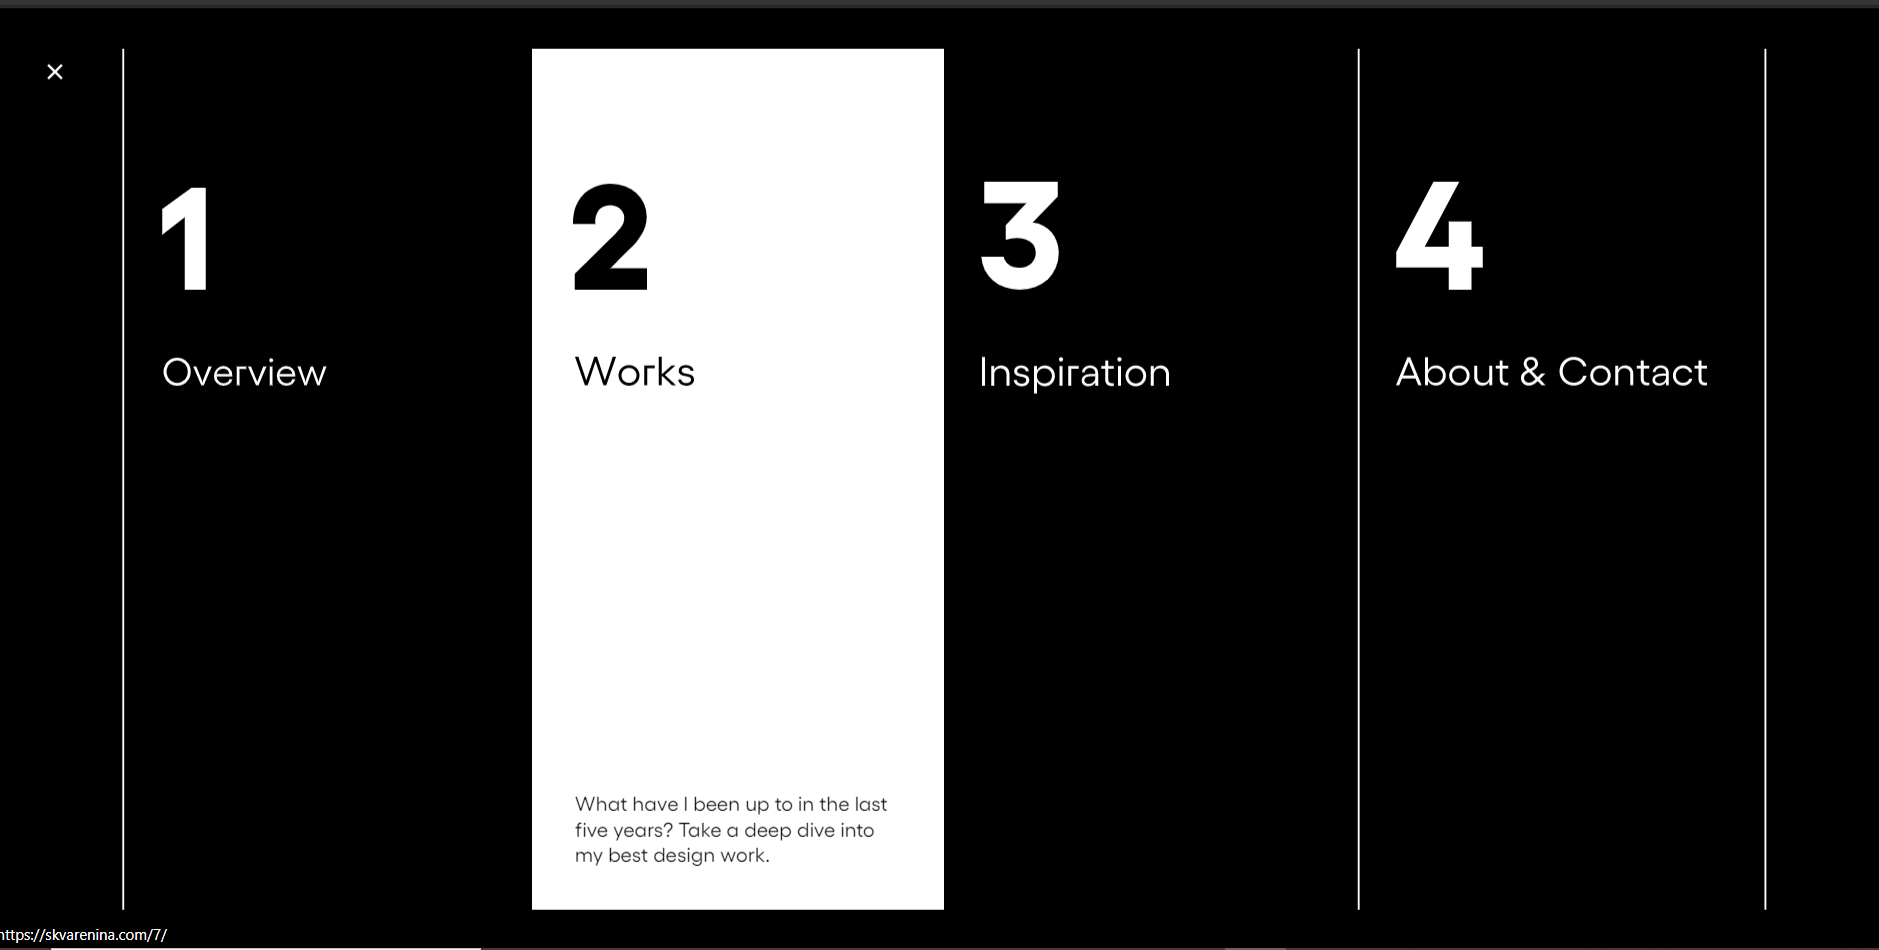 1
Overview
2
Works
What have I been up to in the last
five years? Take a deep dive into
my best design work.
3
Inspiration
4
About & Contact
https://skvarenina.com/7/